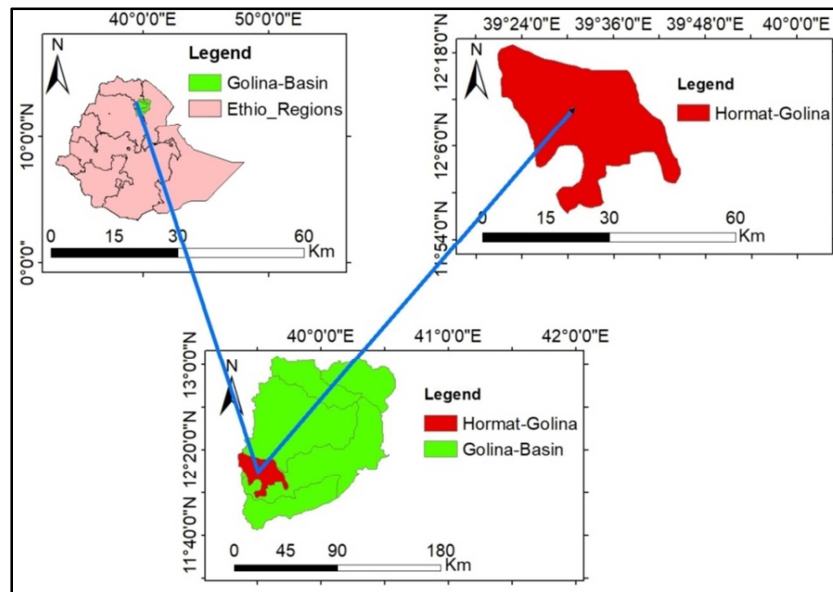 40°0'0"E 50°0'0"E
N
Legend
Golina-Basin
Ethio_Regions
10°0'0"N
0°0'0"
0 15 30 60
Km
39°24'0"E 39°36'0"E 39°48'0"E 40°0'0"E
12°18'0"N
N
Legend
Hormat-Golina
12°6'0"N
11°54'0"N
0 15 30 60
Km
40°0'0"E 41°0'0"E 42°0'0"E
13°0'0"N
N
Legend
Hormat-Golina
Golina-Basin
12°20'0"N
11°40'0"N
0 45 90 180
Km